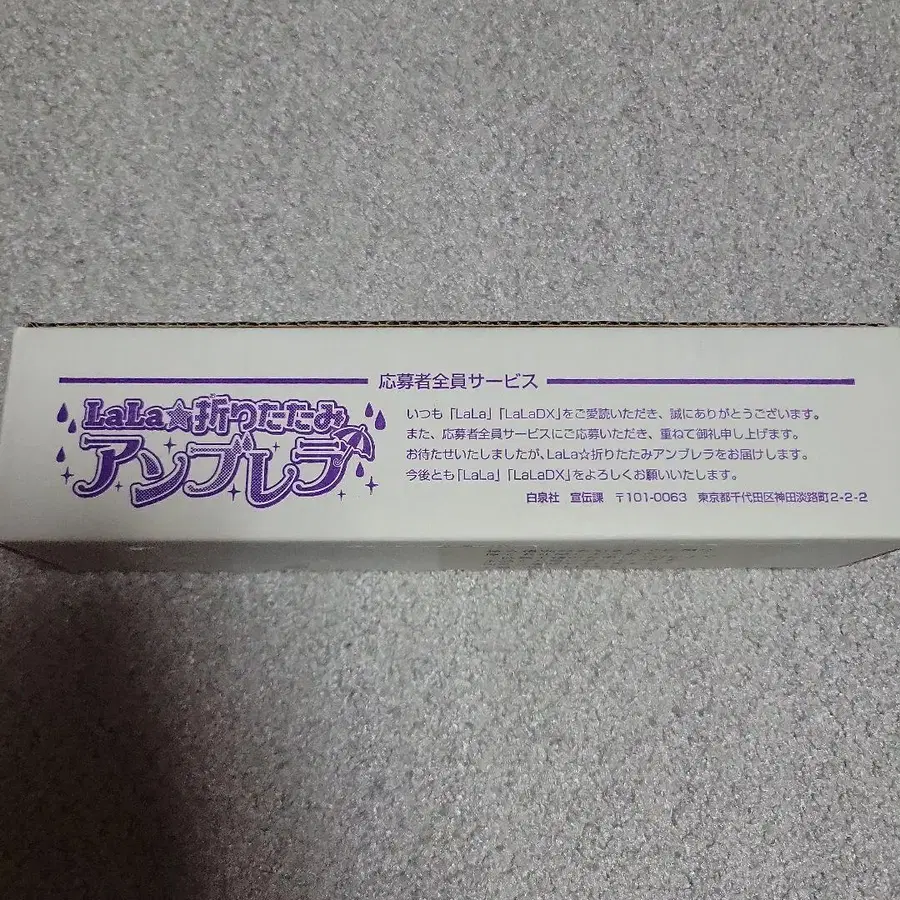 応募者全員サービス
LaLa☆折りたたみ
アンブレラ
いつも「LaLa」「LaLaDX」をご愛読いただき、誠にありがとうございます。
また、応募者全員サービスにご応募いただき、重ねて御礼申し上げます。
お待たせいたしましたが、LaLa☆折りたたみアンブレラをお届けします。
今後とも「LaLa」「LaLaDX」をよろしくお願いいたします。
白泉社 宣伝課 〒101-0063 東京都千代田区神田淡路町2-2-2